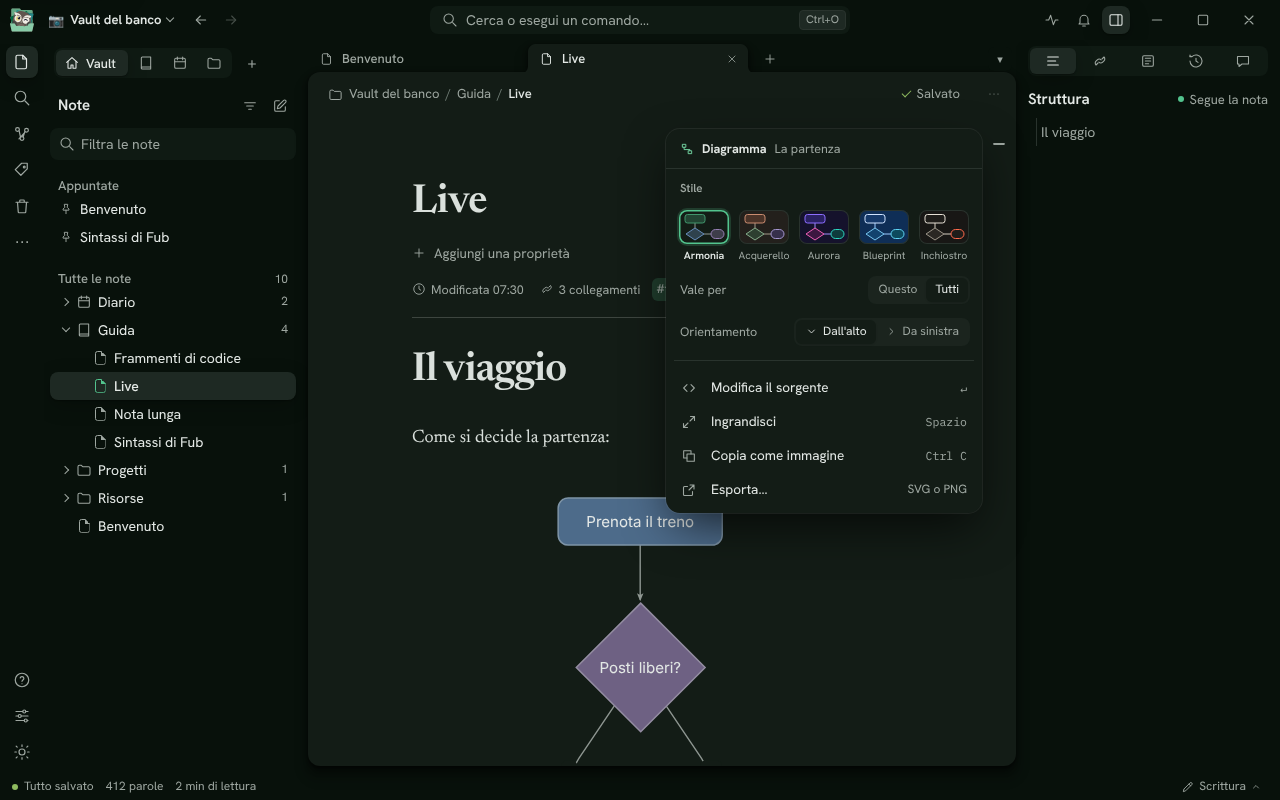 Vault del banco
Cerca o esegui un comando...
Ctrl+O
Vault
Benvenuto
Live
Note
Filtra le note
Appuntate
Benvenuto
Sintassi di Fub
Tutte le note 10
Diario 2
Guida 4
Frammenti di codice
Live
Nota lunga
Sintassi di Fub
Progetti 1
Risorse 1
Benvenuto
Vault del banco / Guida / Live
Salvato
Live
Aggiungi una proprietà
Modificata 07:30 3 collegamenti #
Il viaggio
Come si decide la partenza:
Prenota il treno
Posti liberi?
Diagramma La partenza
Stile
Armonia Acquerello Aurora Blueprint Inchiostro
Vale per Questo Tutti
Orientamento Dall'alto Da sinistra
Modifica il sorgente ↵
Ingrandisci Spazio
Copia come immagine Ctrl C
Esporta... SVG o PNG
Struttura Segue la nota
Il viaggio
Tutto salvato 412 parole 2 min di lettura
Scrittura